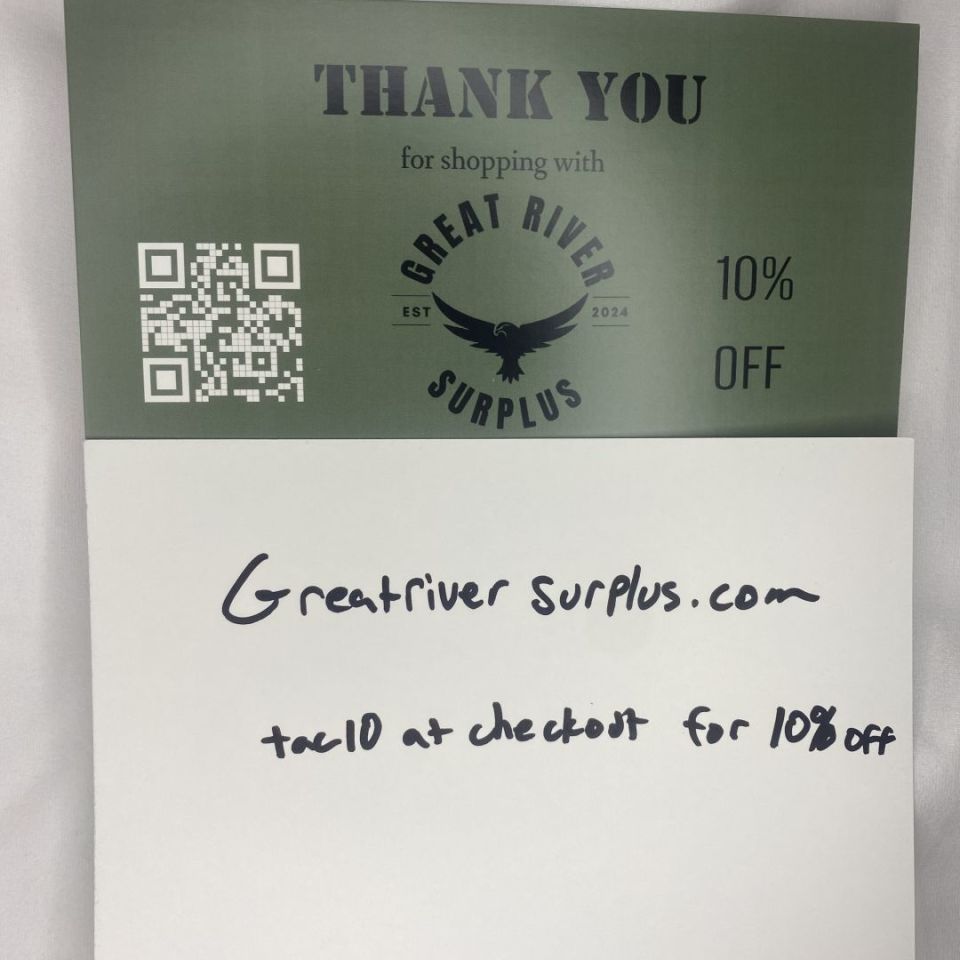 THANK YOU
for shopping with
GREAT RIVER
EST 2024
SURPLUS
10%
OFF
Greatriver surplus.com
tac10 at checkout for 10% off